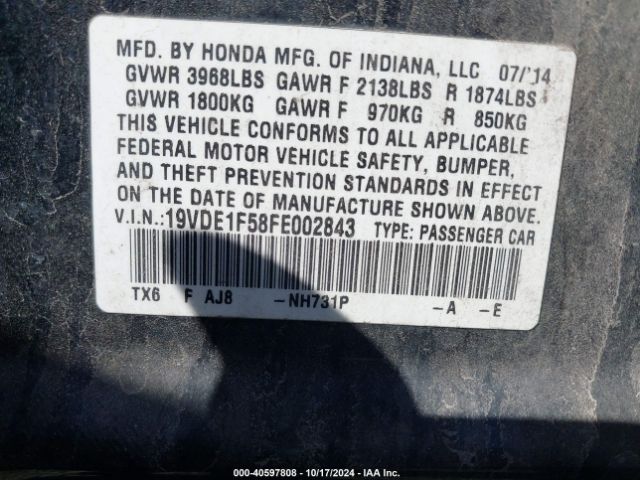 MFD. BY HONDA MFG. OF INDIANA, LLC 07/'14
GVWR 3968LBS GAWR F 2138LBS R 1874LBS
GVWR 1800KG GAWR F 970KG R 850KG
THIS VEHICLE CONFORMS TO ALL APPLICABLE
FEDERAL MOTOR VEHICLE SAFETY, BUMPER,
AND THEFT PREVENTION STANDARDS IN EFFECT
ON THE DATE OF MANUFACTURE SHOWN ABOVE.
V.I.N.:19VDE1F58FE002843 TYPE: PASSENGER CAR
TX6 F AJ8 -NH731P -A -E
000-40597808 - 10/17/2024 - IAA Inc.